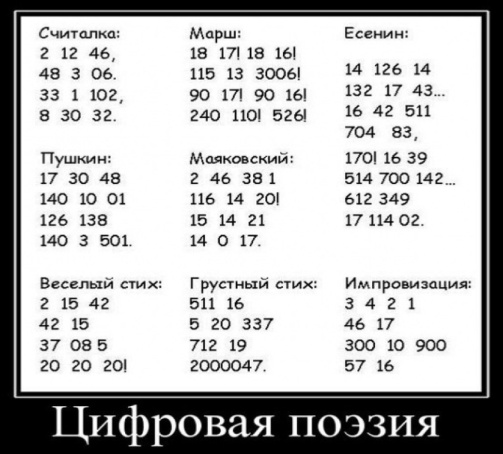 Считалка:
2 12 46,
48 3 06.
33 1 102,
8 30 32.
Марш:
18 17! 18 16!
115 13 3006!
90 17! 90 16!
240 110! 526!
Есенин:
14 126 14
132 17 43...
16 42 511
704 83,
170! 16 39
514 700 142...
612 349
17 114 02.
Пушкин:
17 30 48
140 10 01
126 138
140 3 501.
Маяковский:
2 46 38 1
116 14 20!
15 14 21
14 0 17.
Веселый стих:
2 15 42
42 15
37 08 5
20 20 20!
Грустный стих:
511 16
5 20 337
712 19
2000047.
Импровизация:
3 4 2 1
46 17
300 10 900
57 16
Цифровая поэзия